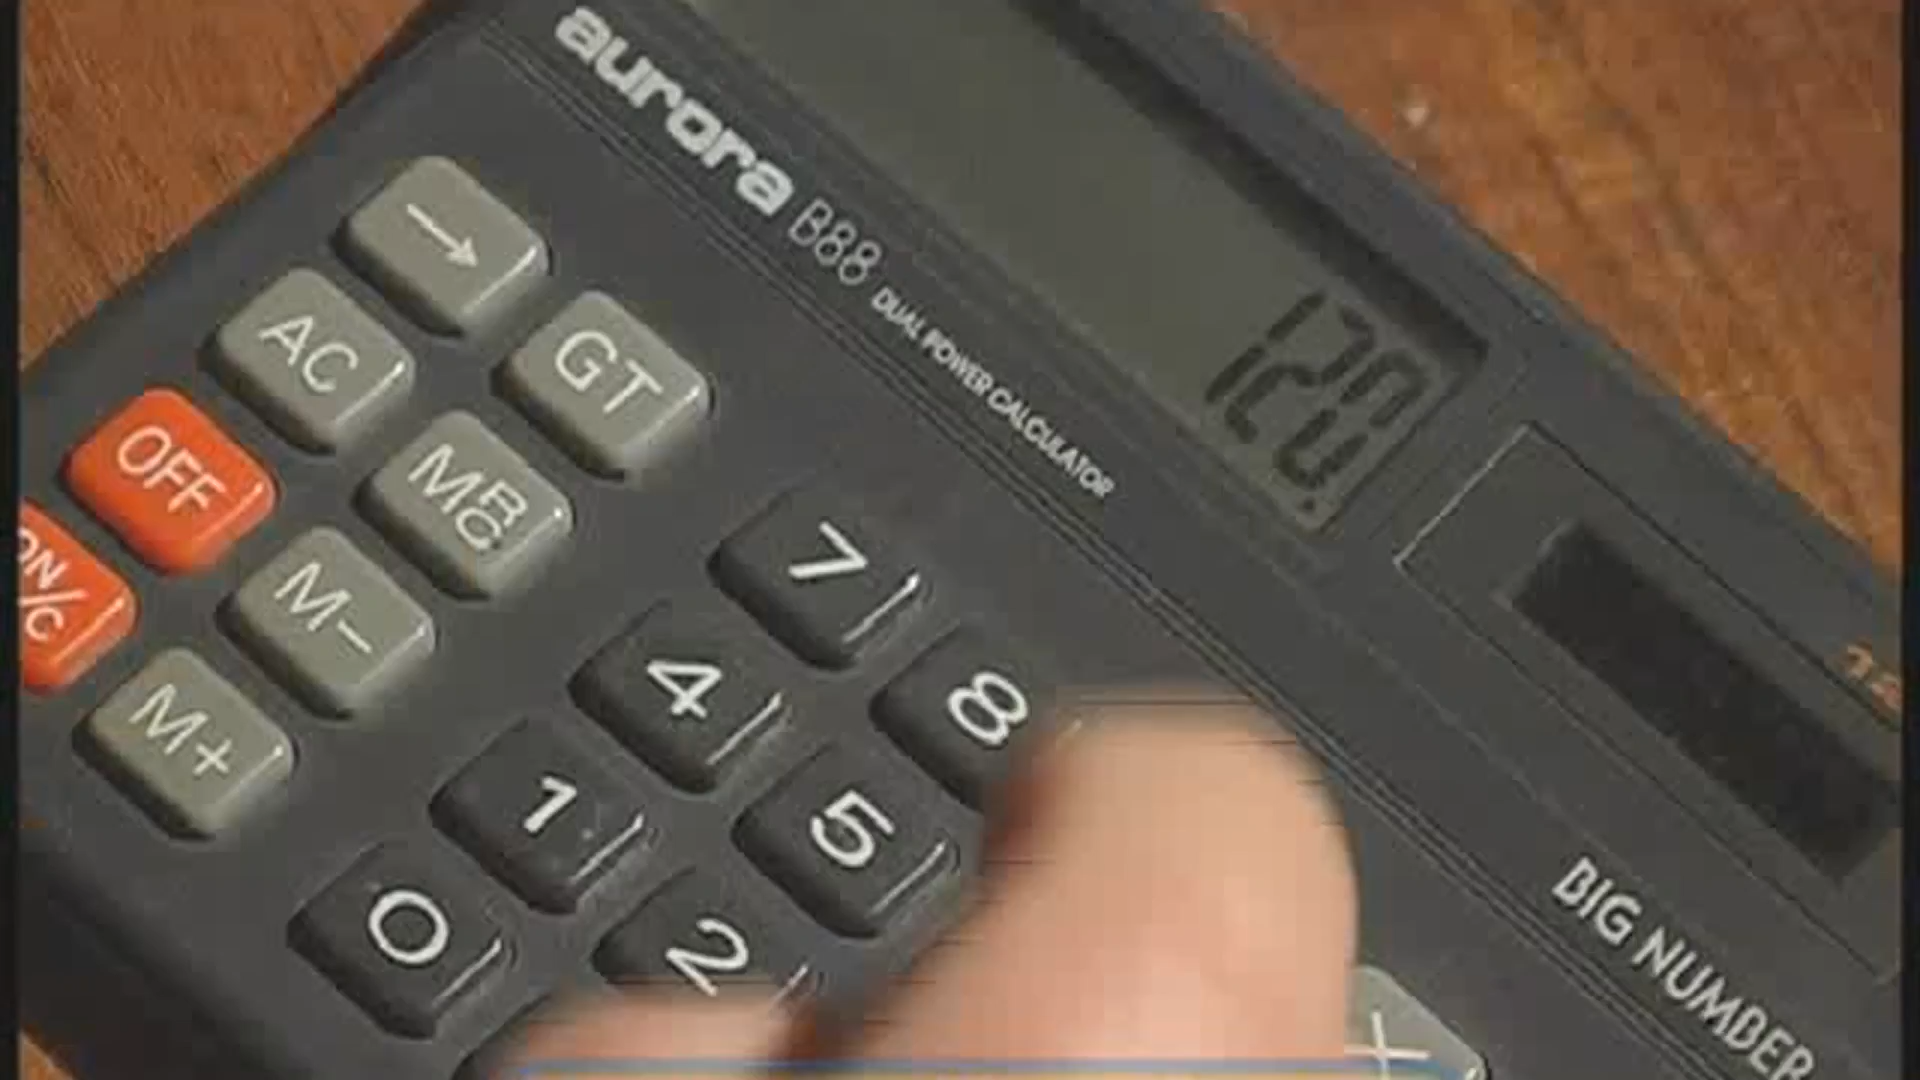 aurora B88 DUAL POWER CALCULATOR
120.
BIG NUMBER
→
AC
GT
OFF
MRC
ON/C
M-
M+
7
4
8
1
5
0
2
×